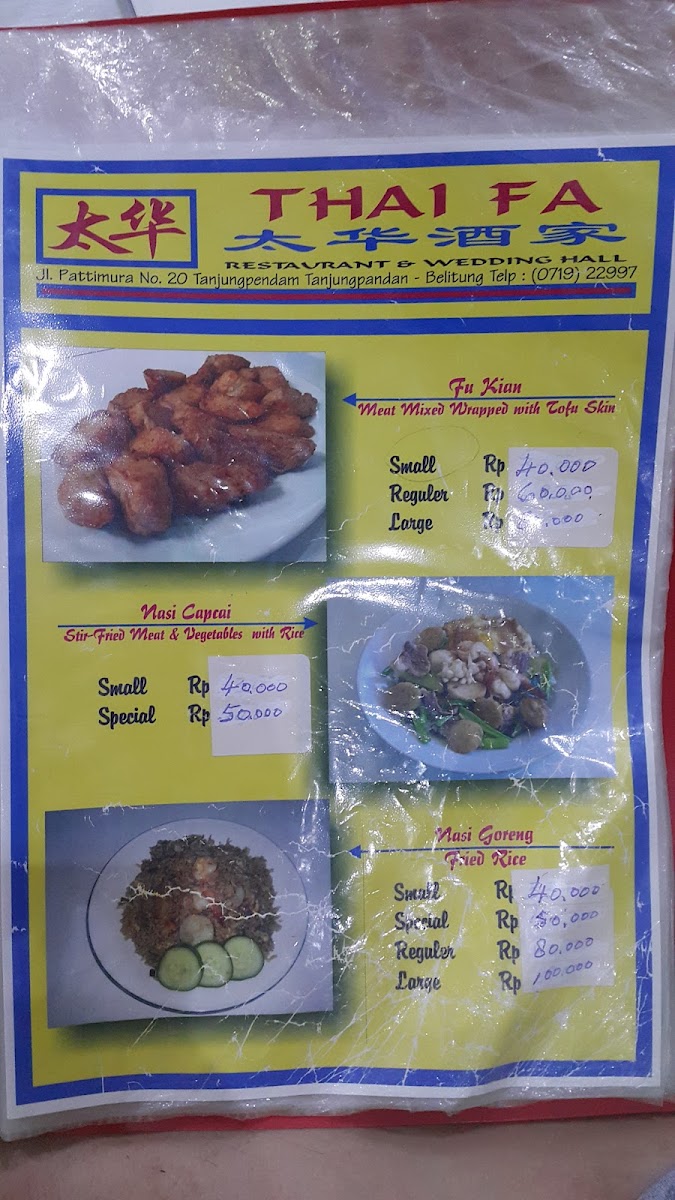 太华
THAI FA
太华酒家
RESTAURANT & WEDDING HALL
Jl. Pattimura No. 20 Tanjungpendam Tanjungpandan - Belitung Telp : (0719) 22997
Fu Kian
Meat Mixed Wrapped with Tofu Skin
Small Rp 40.000
Reguler Rp 60.000
Large Rp
Nasi Capcai
Stir-Fried Meat & Vegetables with Rice
Small Rp 40.000
Special Rp 50.000
Nasi Goreng
Fried Rice
Small Rp 40.000
Special Rp 50.000
Reguler Rp 80.000
Large Rp 100.000